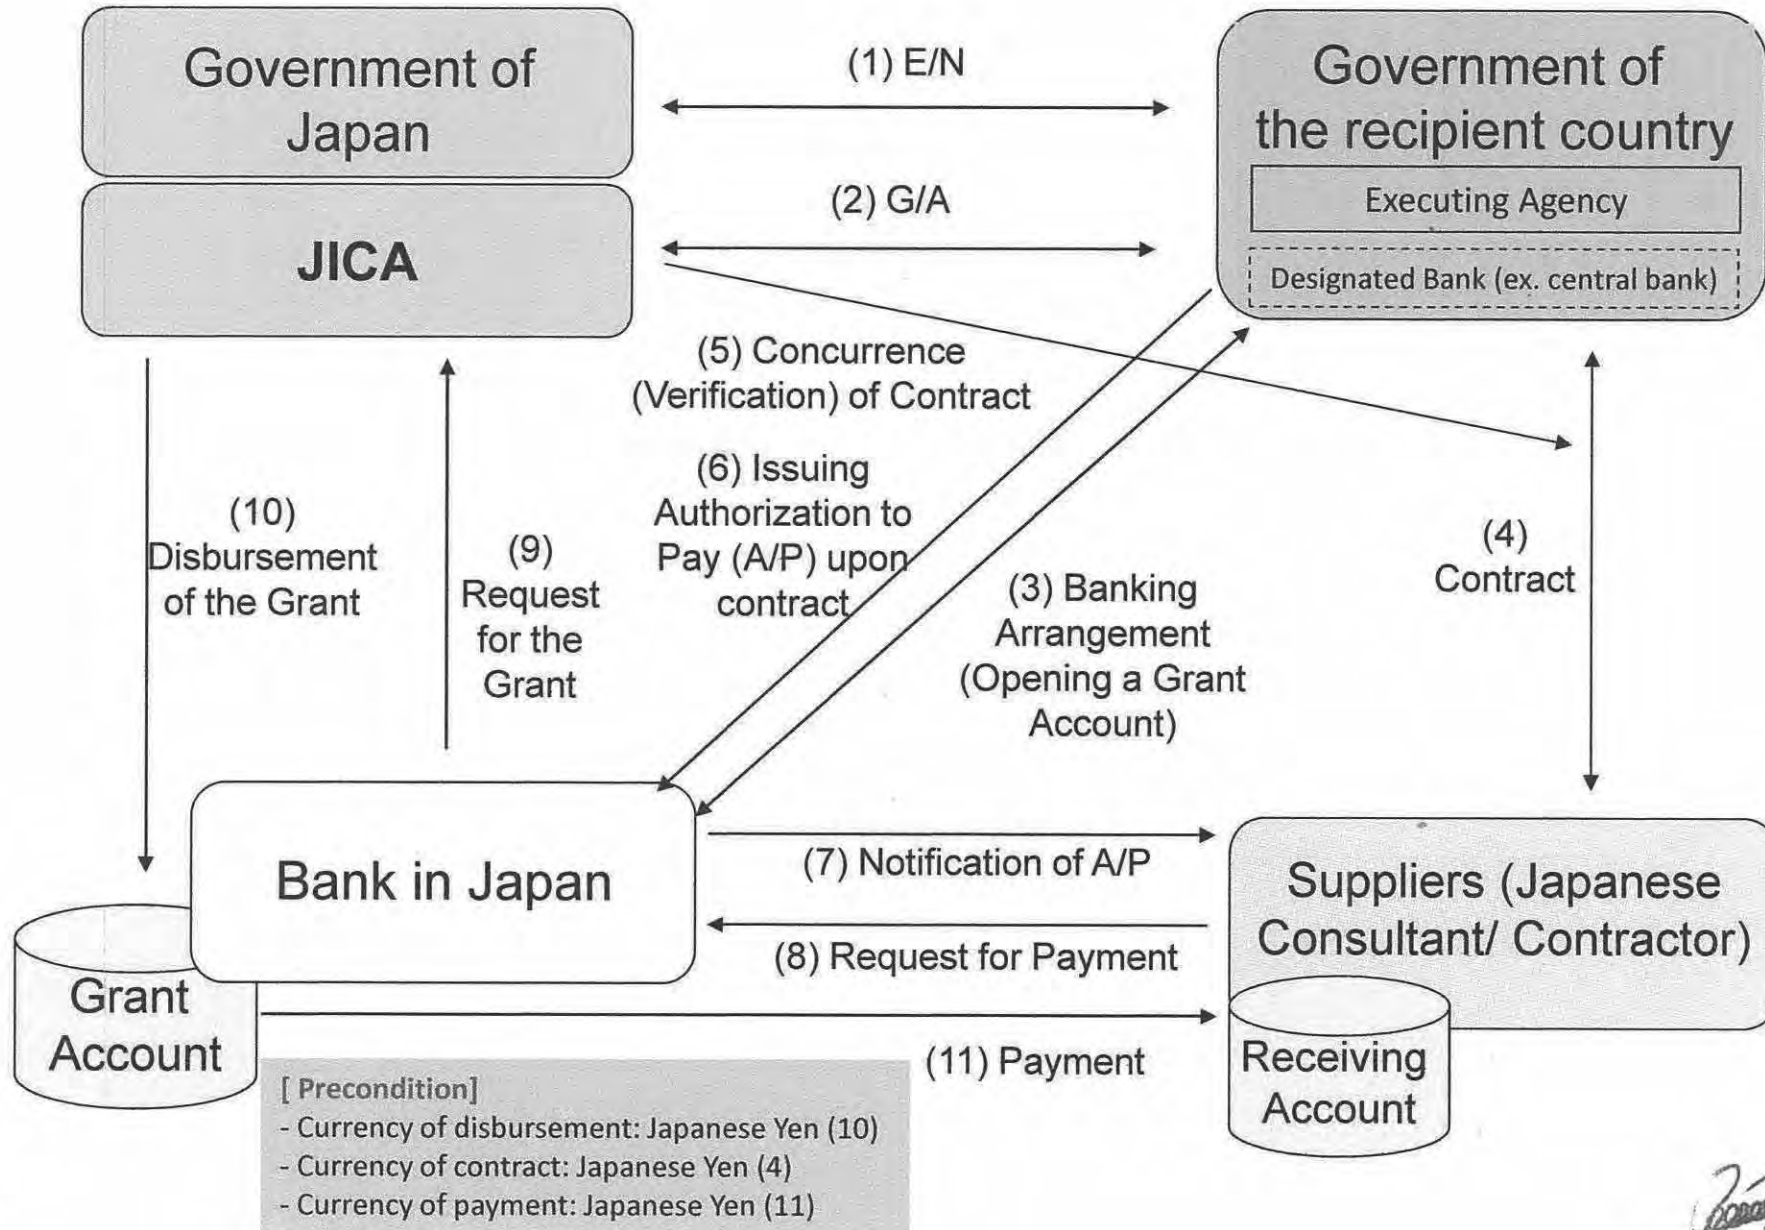 Government of
Japan
JICA
(1) E/N
(2) G/A
Government of
the recipient country
Executing Agency
Designated Bank (ex. central bank)
(5) Concurrence
(Verification) of Contract
(6) Issuing
Authorization to
Pay (A/P) upon
contract
(10)
Disbursement
of the Grant
(9)
Request
for the
Grant
(3) Banking
Arrangement
(Opening a Grant
Account)
(4)
Contract
Bank in Japan
(7) Notification of A/P
(8) Request for Payment
Suppliers (Japanese
Consultant/ Contractor)
Grant
Account
(11) Payment
Receiving
Account
[ Precondition]
- Currency of disbursement: Japanese Yen (10)
- Currency of contract: Japanese Yen (4)
- Currency of payment: Japanese Yen (11)